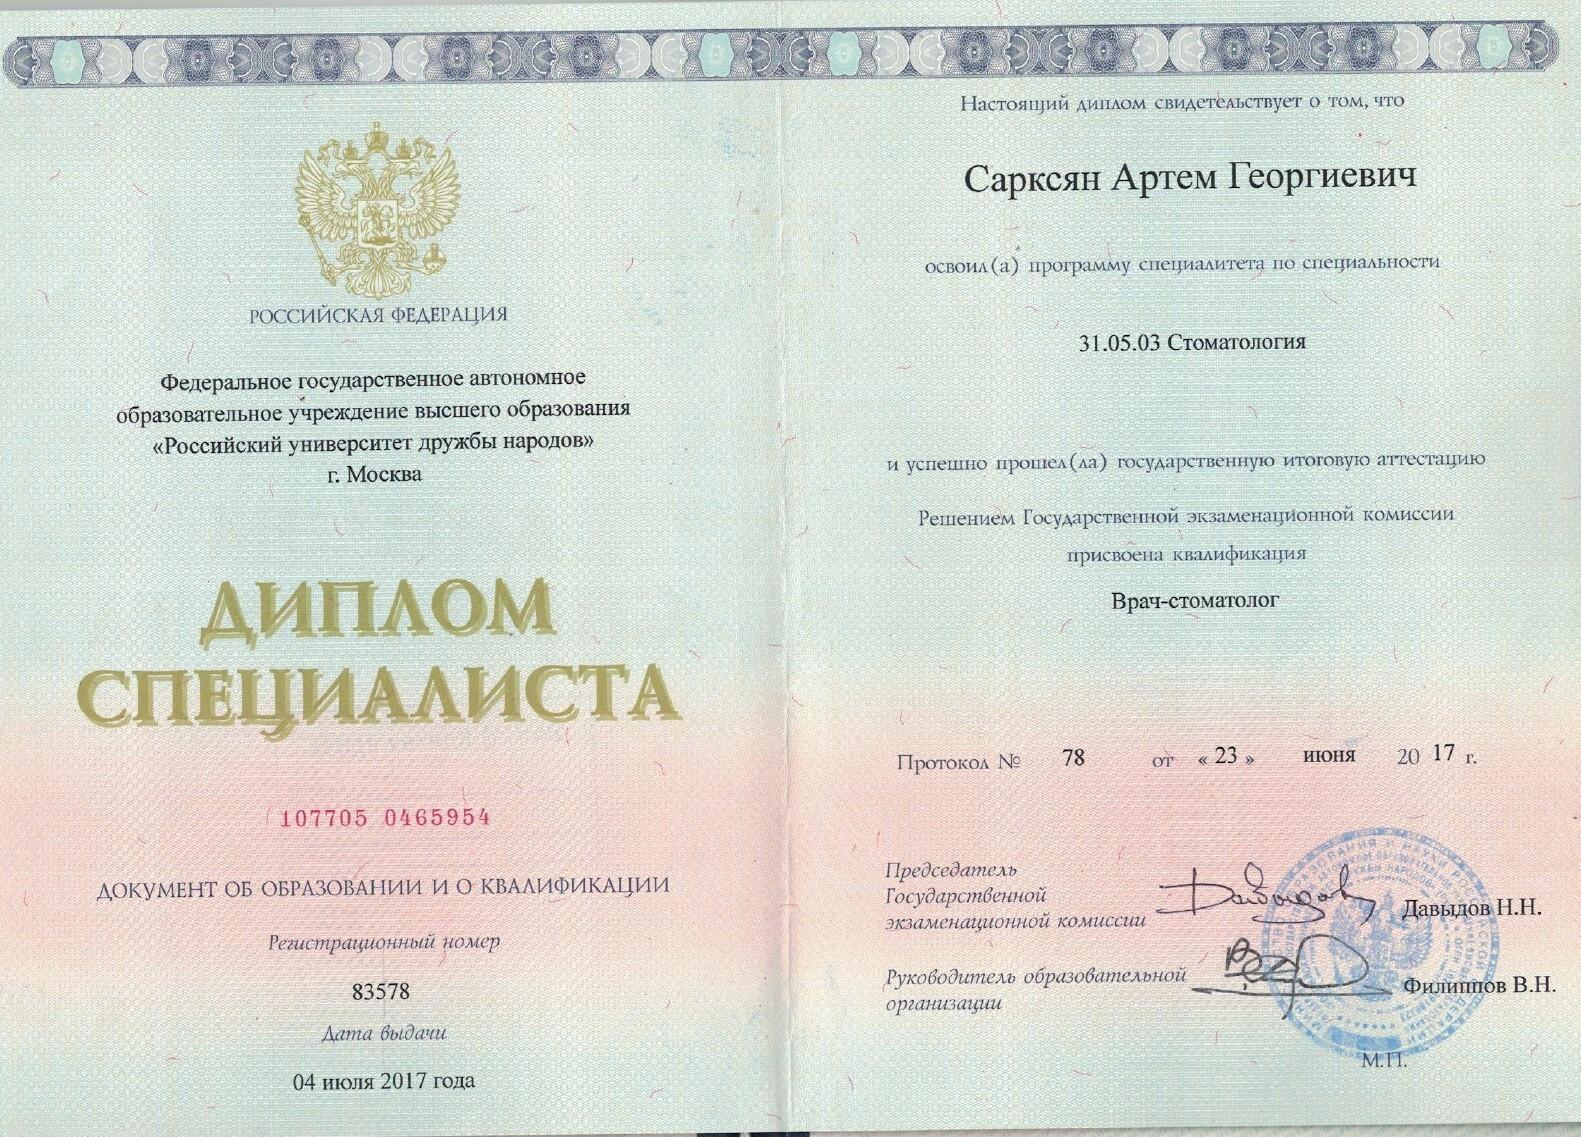 РОССИЙСКАЯ ФЕДЕРАЦИЯ
Федеральное государственное автономное
образовательное учреждение высшего образования
«Российский университет дружбы народов»
г. Москва
ДИПЛОМ
СПЕЦИАЛИСТА
107705 0465954
ДОКУМЕНТ ОБ ОБРАЗОВАНИИ И О КВАЛИФИКАЦИИ
Регистрационный номер
83578
Дата выдачи
04 июля 2017 года
Настоящий диплом свидетельствует о том, что
Сарксян Артем Георгиевич
освоил(а) программу специалитета по специальности
31.05.03 Стоматология
и успешно прошел(ла) государственную итоговую аттестацию
Решением Государственной экзаменационной комиссии
присвоена квалификация
Врач-стоматолог
Протокол № 78 от « 23 » июня 20 17 г.
Председатель
Государственной
экзаменационной комиссии Давыдов Н.Н.
Руководитель образовательной
организации Филиппов В.Н.
М.П.